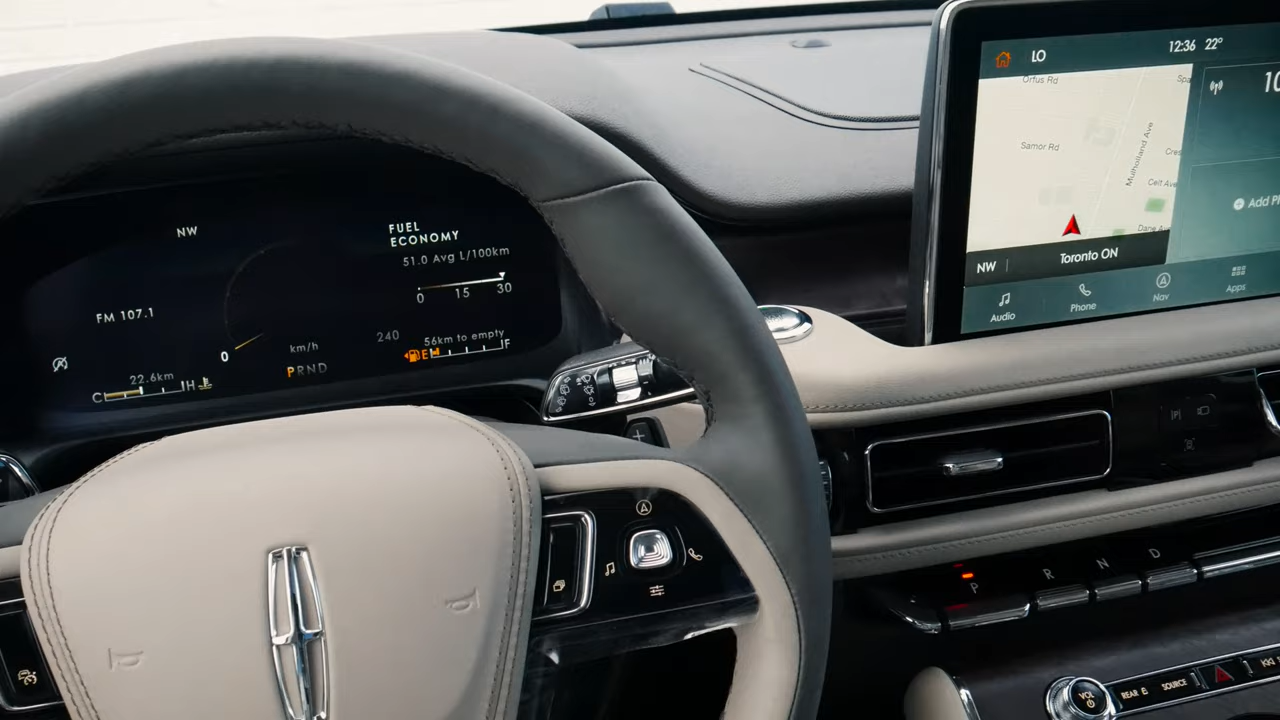 NW
FUEL
ECONOMY
51.0 Avg L/100km
0 15 30
FM 107.1
0
km/h
240
56km to empty
E F
PRND
22.6km
C H
LO
12:36 22°
Orfus Rd
Samor Rd
Mulholland Ave
Celt Ave
10
Add
NW
Toronto ON
Audio
Phone
Nav
Apps
P R N D
VOL
REAR
SOURCE